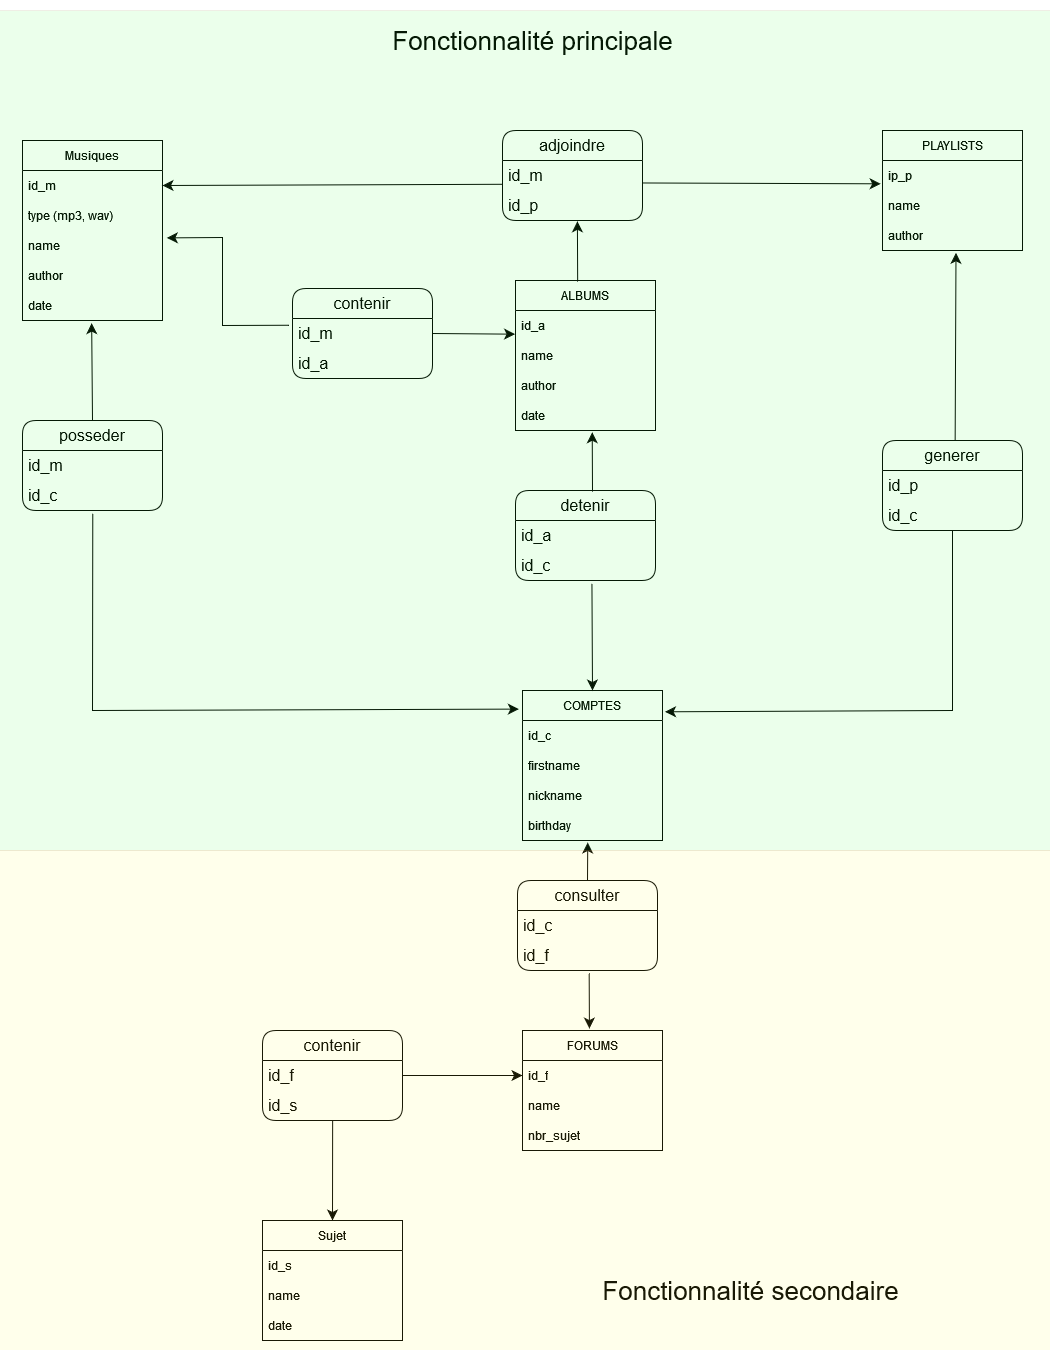 Fonctionnalité principale
Musiques
id_m
type (mp3, wav)
name
author
date
adjoindre
id_m
id_p
PLAYLISTS
ip_p
name
author
contenir
id_m
id_a
ALBUMS
id_a
name
author
date
posseder
id_m
id_c
detenir
id_a
id_c
generer
id_p
id_c
COMPTES
id_c
firstname
nickname
birthday
consulter
id_c
id_f
contenir
id_f
id_s
FORUMS
id_f
name
nbr_sujet
Sujet
id_s
name
date
Fonctionnalité secondaire